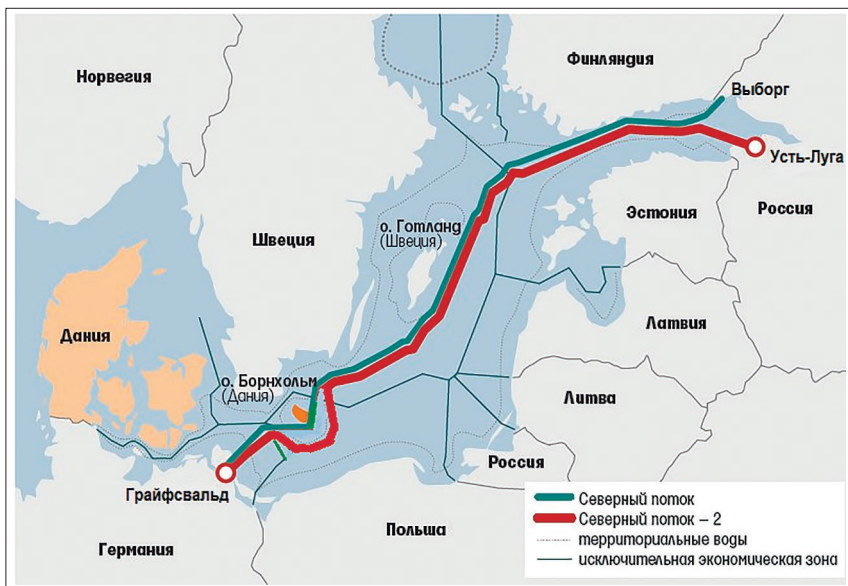 Норвегия
Финляндия
Выборг
Усть-Луга
Эстония
Россия
о. Готланд
(Швеция)
Швеция
Латвия
Дания
о. Борнхольм
(Дания)
Литва
Россия
Грайфсвальд
Польша
Германия
Северный поток
Северный поток – 2
территориальные воды
исключительная экономическая зона